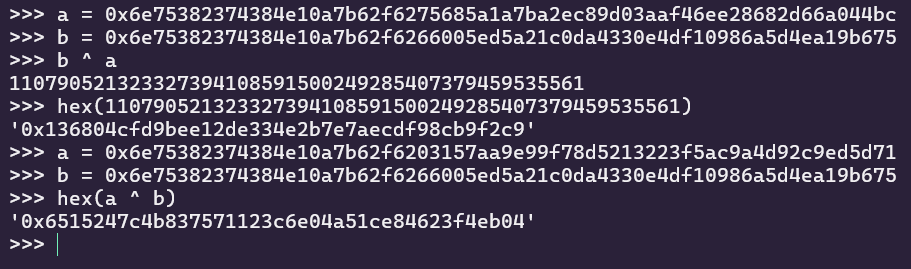 >>> a = 0x6e75382374384e10a7b62f6275685a1a7ba2ec89d03aaf46ee28682d66a044bc
>>> b = 0x6e75382374384e10a7b62f6266005ed5a21c0da4330e4df10986a5d4ea19b675
>>> b ^ a
110790521323327394108591500249285407379459535561
>>> hex(110790521323327394108591500249285407379459535561)
'0x136804cfd9bee12de334e2b7e7aecdf98cb9f2c9'
>>> a = 0x6e75382374384e10a7b62f6203157aa9e99f78d5213223f5ac9a4d92c9ed5d71
>>> b = 0x6e75382374384e10a7b62f6266005ed5a21c0da4330e4df10986a5d4ea19b675
>>> hex(a ^ b)
'0x6515247c4b837571123c6e04a51ce84623f4eb04'
>>>